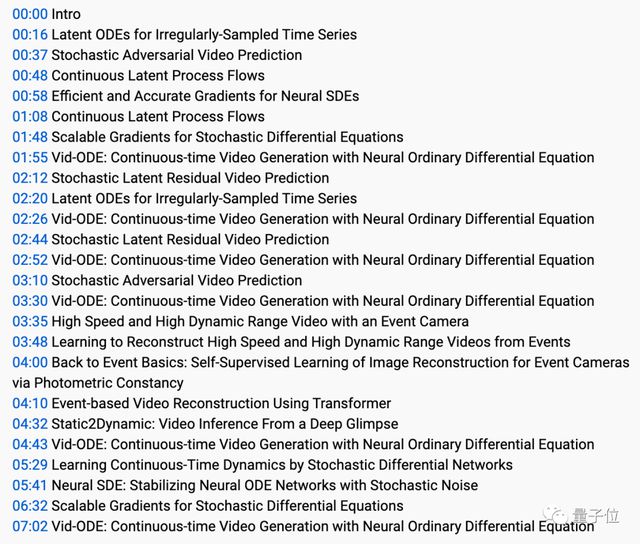 00:00 Intro
00:16 Latent ODEs for Irregularly-Sampled Time Series
00:37 Stochastic Adversarial Video Prediction
00:48 Continuous Latent Process Flows
00:58 Efficient and Accurate Gradients for Neural SDEs
01:08 Continuous Latent Process Flows
01:48 Scalable Gradients for Stochastic Differential Equations
01:55 Vid-ODE: Continuous-time Video Generation with Neural Ordinary Differential Equation
02:12 Stochastic Latent Residual Video Prediction
02:20 Latent ODEs for Irregularly-Sampled Time Series
02:26 Vid-ODE: Continuous-time Video Generation with Neural Ordinary Differential Equation
02:44 Stochastic Latent Residual Video Prediction
02:52 Vid-ODE: Continuous-time Video Generation with Neural Ordinary Differential Equation
03:10 Stochastic Adversarial Video Prediction
03:30 Vid-ODE: Continuous-time Video Generation with Neural Ordinary Differential Equation
03:35 High Speed and High Dynamic Range Video with an Event Camera
03:48 Learning to Reconstruct High Speed and High Dynamic Range Videos from Events
04:00 Back to Event Basics: Self-Supervised Learning of Image Reconstruction for Event Cameras
via Photometric Constancy
04:10 Event-based Video Reconstruction Using Transformer
04:32 Static2Dynamic: Video Inference From a Deep Glimpse
04:43 Vid-ODE: Continuous-time Video Generation with Neural Ordinary Differential Equation
05:29 Learning Continuous-Time Dynamics by Stochastic Differential Networks
05:41 Neural SDE: Stabilizing Neural ODE Networks with Stochastic Noise
06:32 Scalable Gradients for Stochastic Differential Equations
07:02 Vid-ODE: Continuous-time Video Generation with Neural Ordinary Differential Equation
量子位